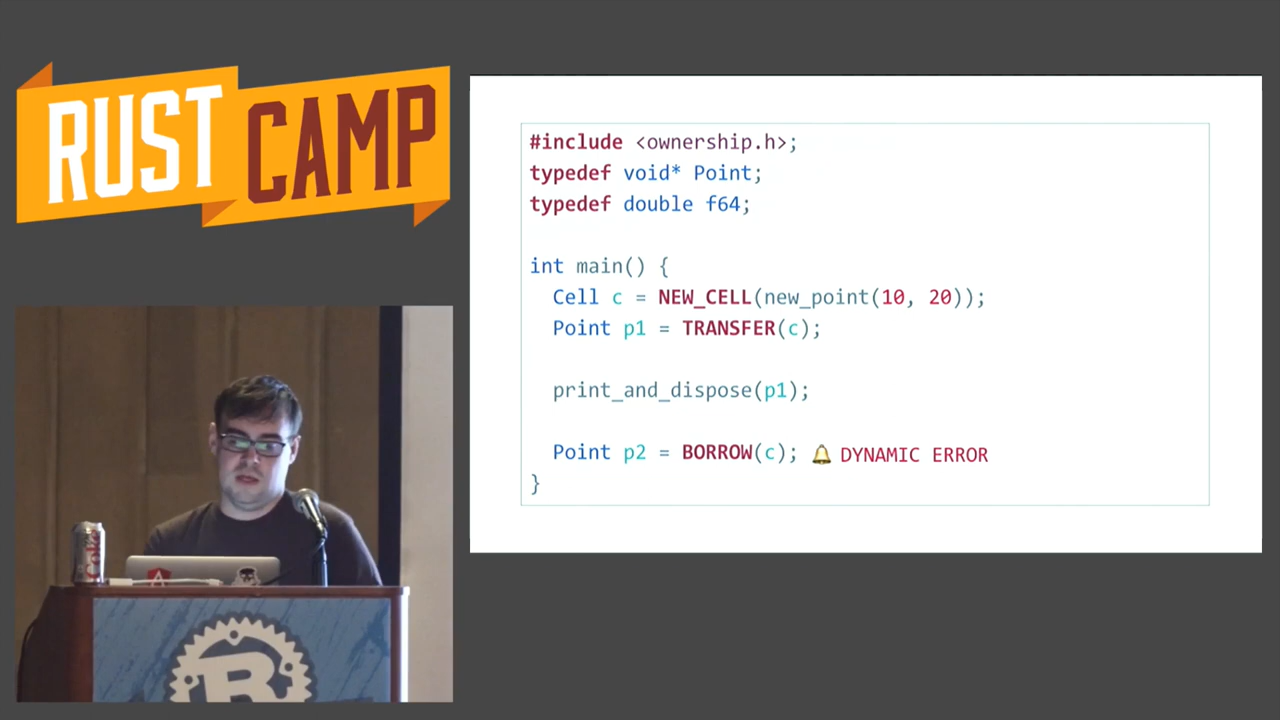 RUST CAMP
#include <ownership.h>;
typedef void* Point;
typedef double f64;
int main() {
Cell c = NEW_CELL(new_point(10, 20));
Point p1 = TRANSFER(c);
print_and_dispose(p1);
Point p2 = BORROW(c); 🔔 DYNAMIC ERROR
}
Coke
R